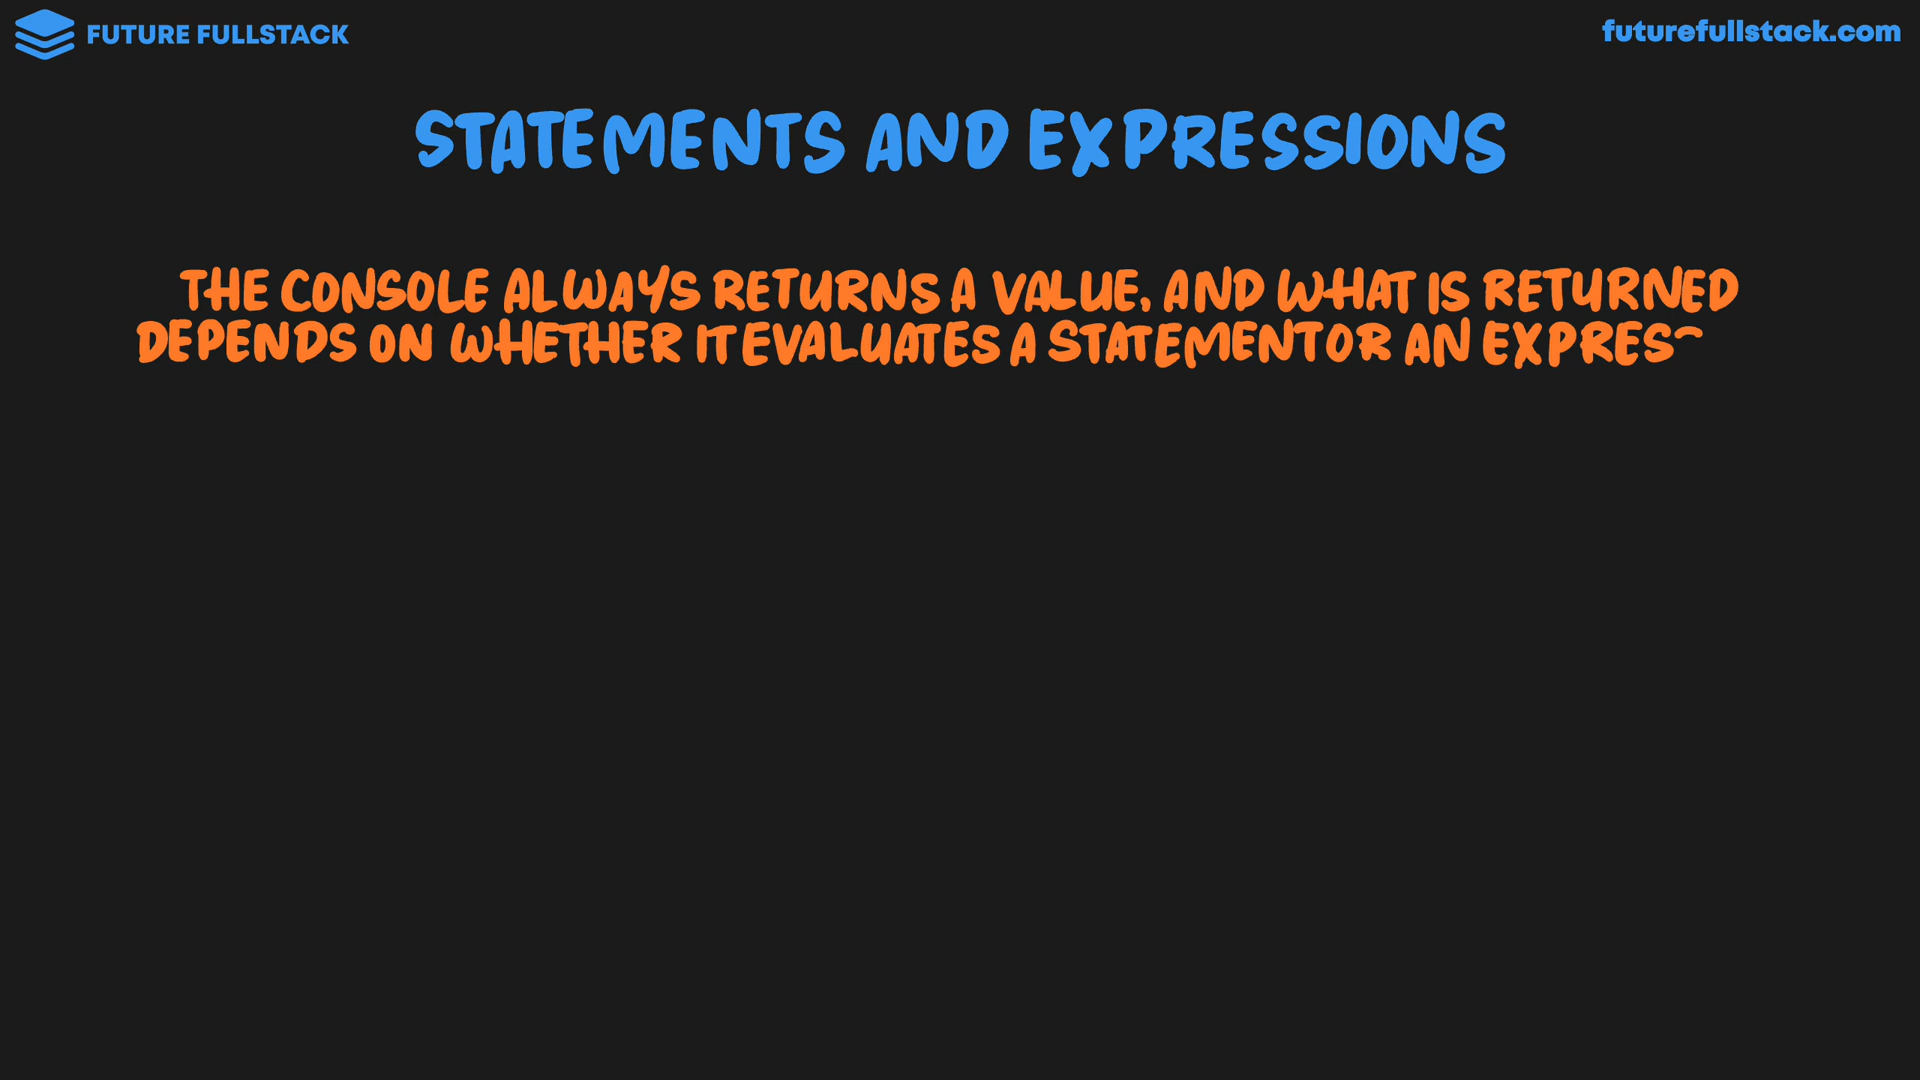 FUTURE FULLSTACK
futurefullstack.com
STATEMENTS AND EXPRESSIONS
THE CONSOLE ALWAYS RETURNS A VALUE, AND WHAT IS RETURNED
DEPENDS ON WHETHER IT EVALUATES A STATEMENT OR AN EXPRES